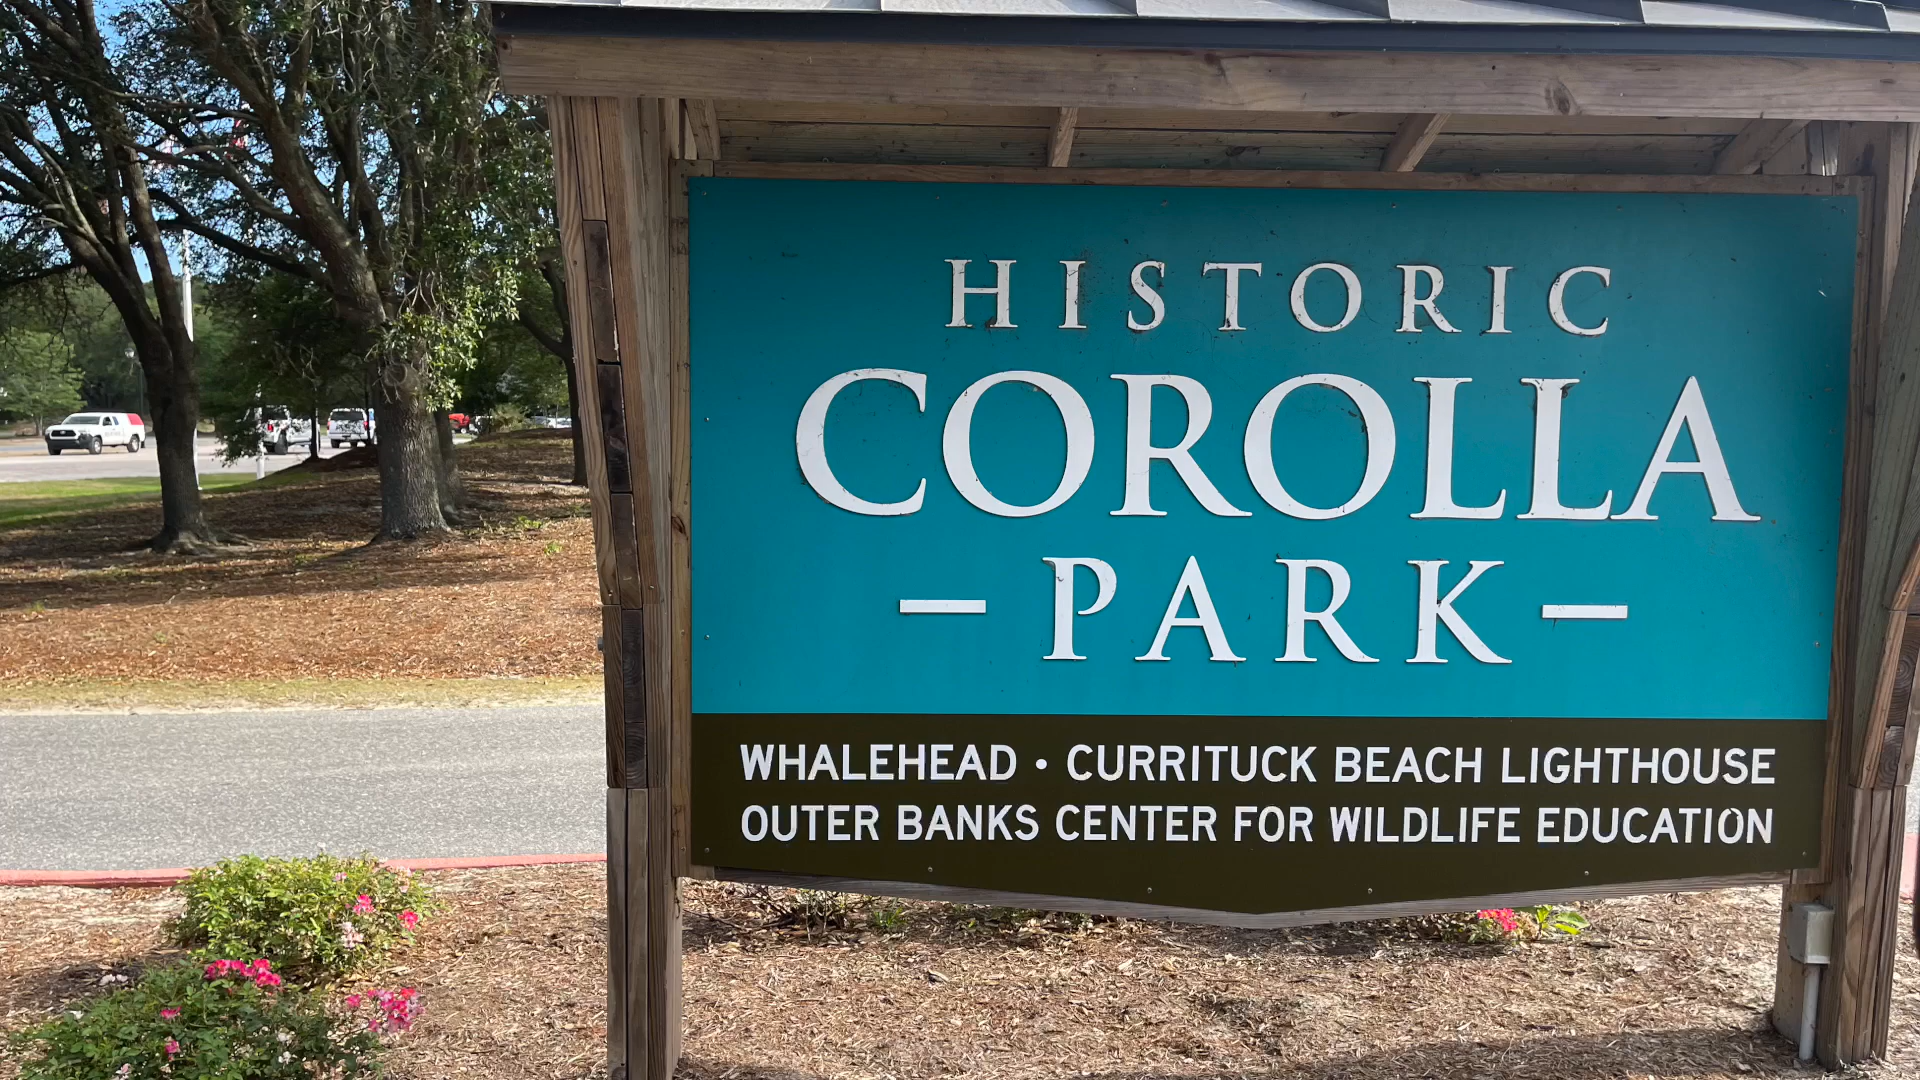 HISTORIC
COROLLA
– PARK –
WHALEHEAD • CURRITUCK BEACH LIGHTHOUSE
OUTER BANKS CENTER FOR WILDLIFE EDUCATION